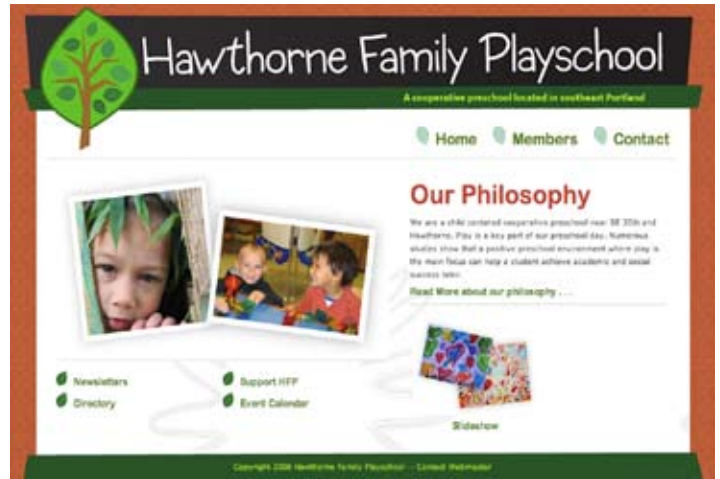 Hawthorne Family Playschool
A cooperative preschool located in southeast Portland
Home Members Contact
Our Philosophy
We are a child centered cooperative preschool near SE 35th and
Hawthorne. Play is a key part of our preschool day. Numerous
studies show that a positive preschool environment where play is
the main focus can help a student achieve academic and social
success later.
Read More about our philosophy . . .
Newsletters Support HFP
Directory Event Calendar
Slideshow
Copyright 2008 Hawthorne Family Playschool - Contact Webmaster